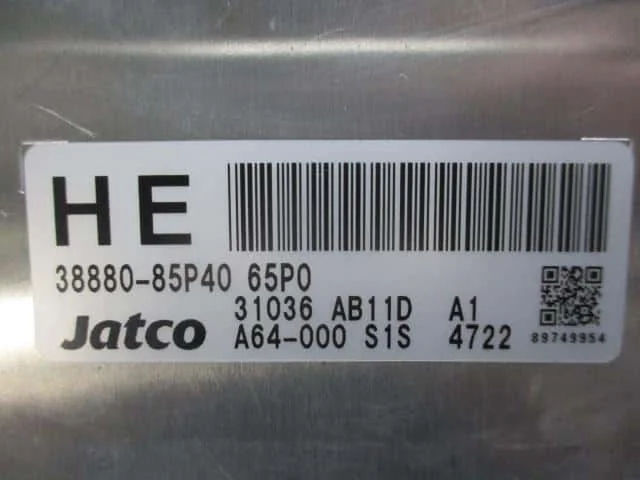 HE
38880-85P40 65P0
31036 AB11D A1
Jatco A64-000 S1S 4722
89749954